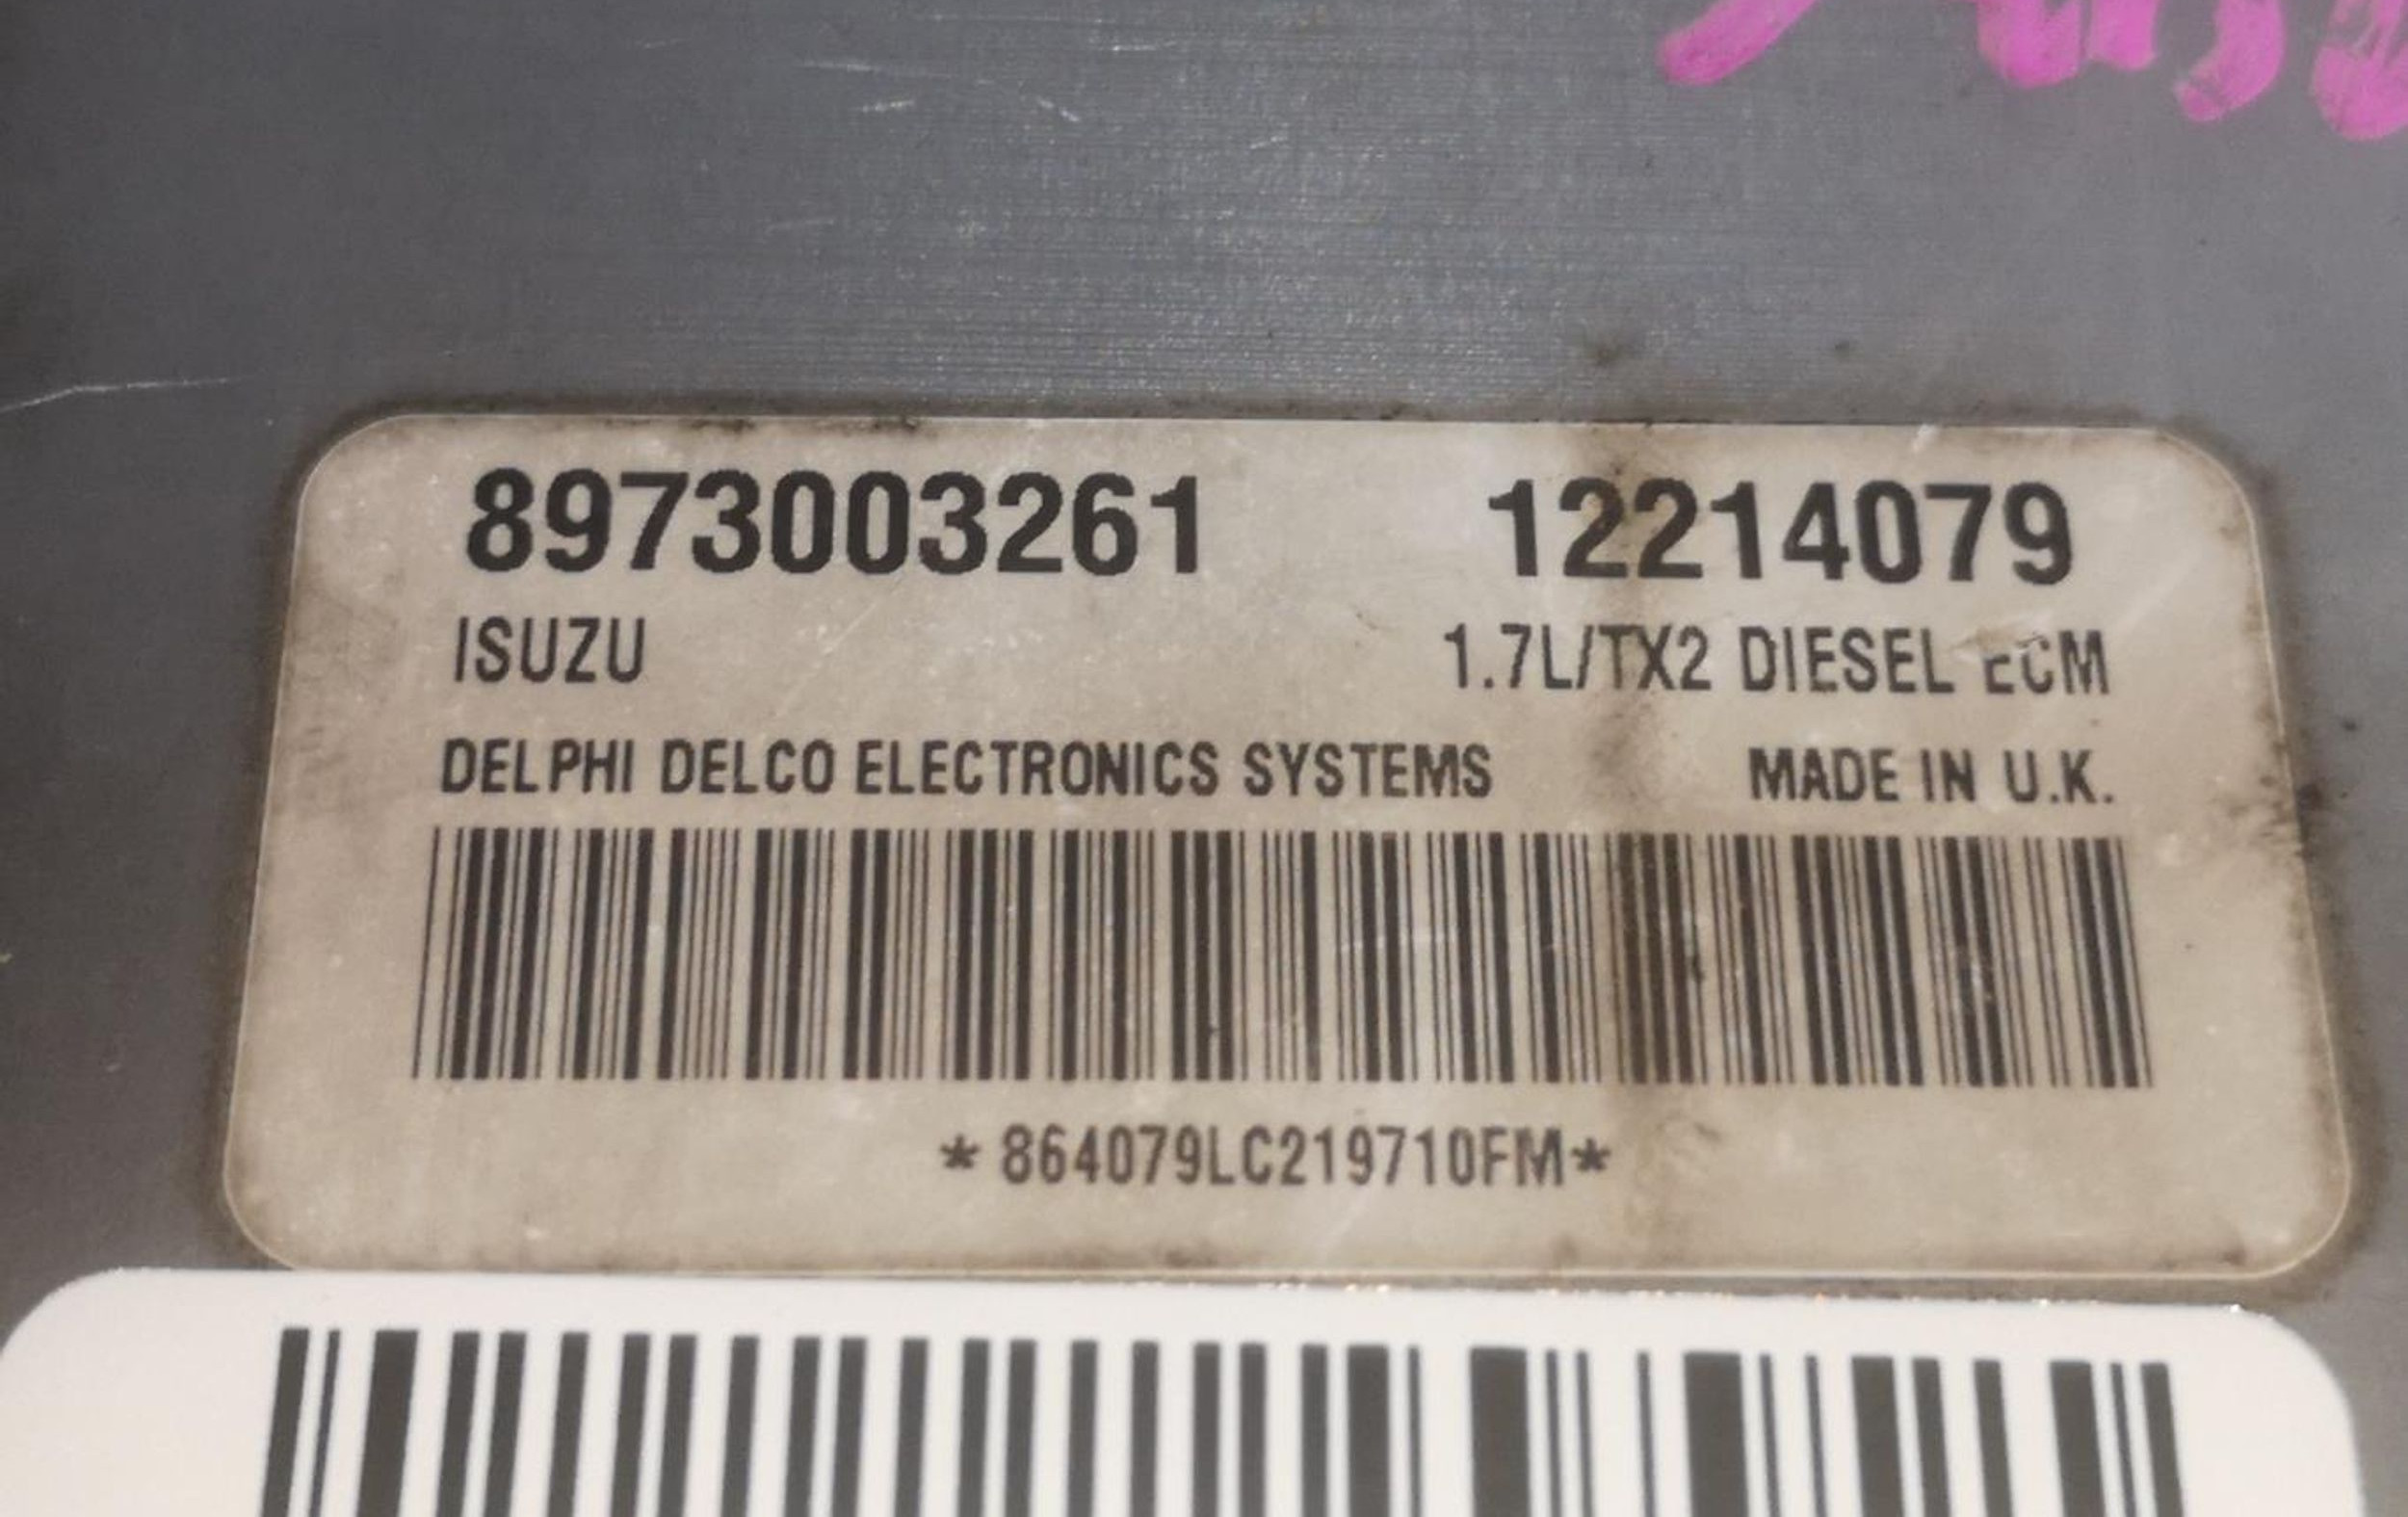 8973003261 12214079
ISUZU 1.7L/TX2 DIESEL ECM
DELPHI DELCO ELECTRONICS SYSTEMS MADE IN U.K.
*864079LC219710FM*